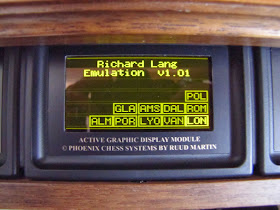 Richard Lang
Emulation v1.01
POL
GLA AMS DAL ROM
ALM POR LYO VAN LON
ACTIVE GRAPHIC DISPLAY MODULE
© PHOENIX CHESS SYSTEMS BY RUUD MARTIN